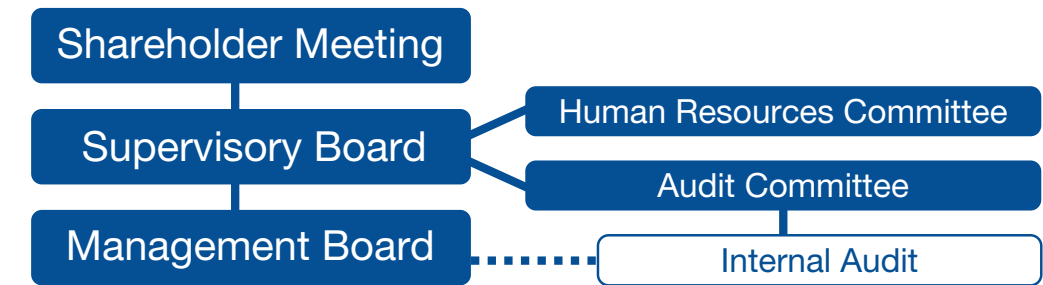 Shareholder Meeting
Human Resources Committee
Supervisory Board
Audit Committee
Management Board
Internal Audit